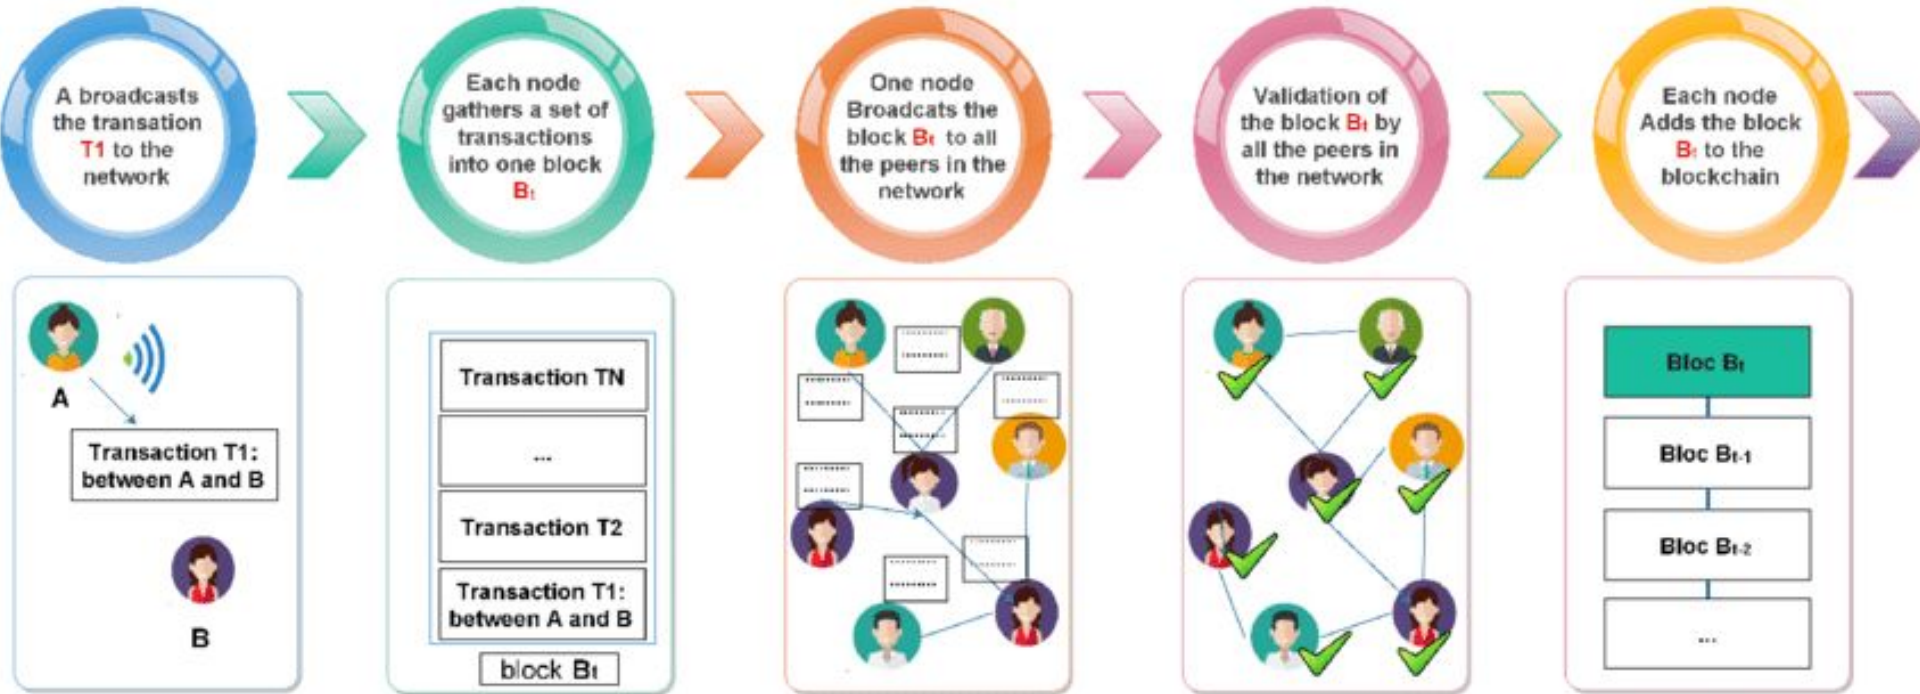 A broadcasts
the transation
T1 to the
network
Each node
gathers a set of
transactions
into one block
Bt
One node
Broadcats the
block Bt to all
the peers in the
network
Validation of
the block Bt by
all the peers in
the network
Each node
Adds the block
Bt to the
blockchain
A
Transaction T1:
between A and B
B
Transaction TN
...
Transaction T2
Transaction T1:
between A and B
block Bt
Bloc Bt
Bloc Bt-1
Bloc Bt-2
...